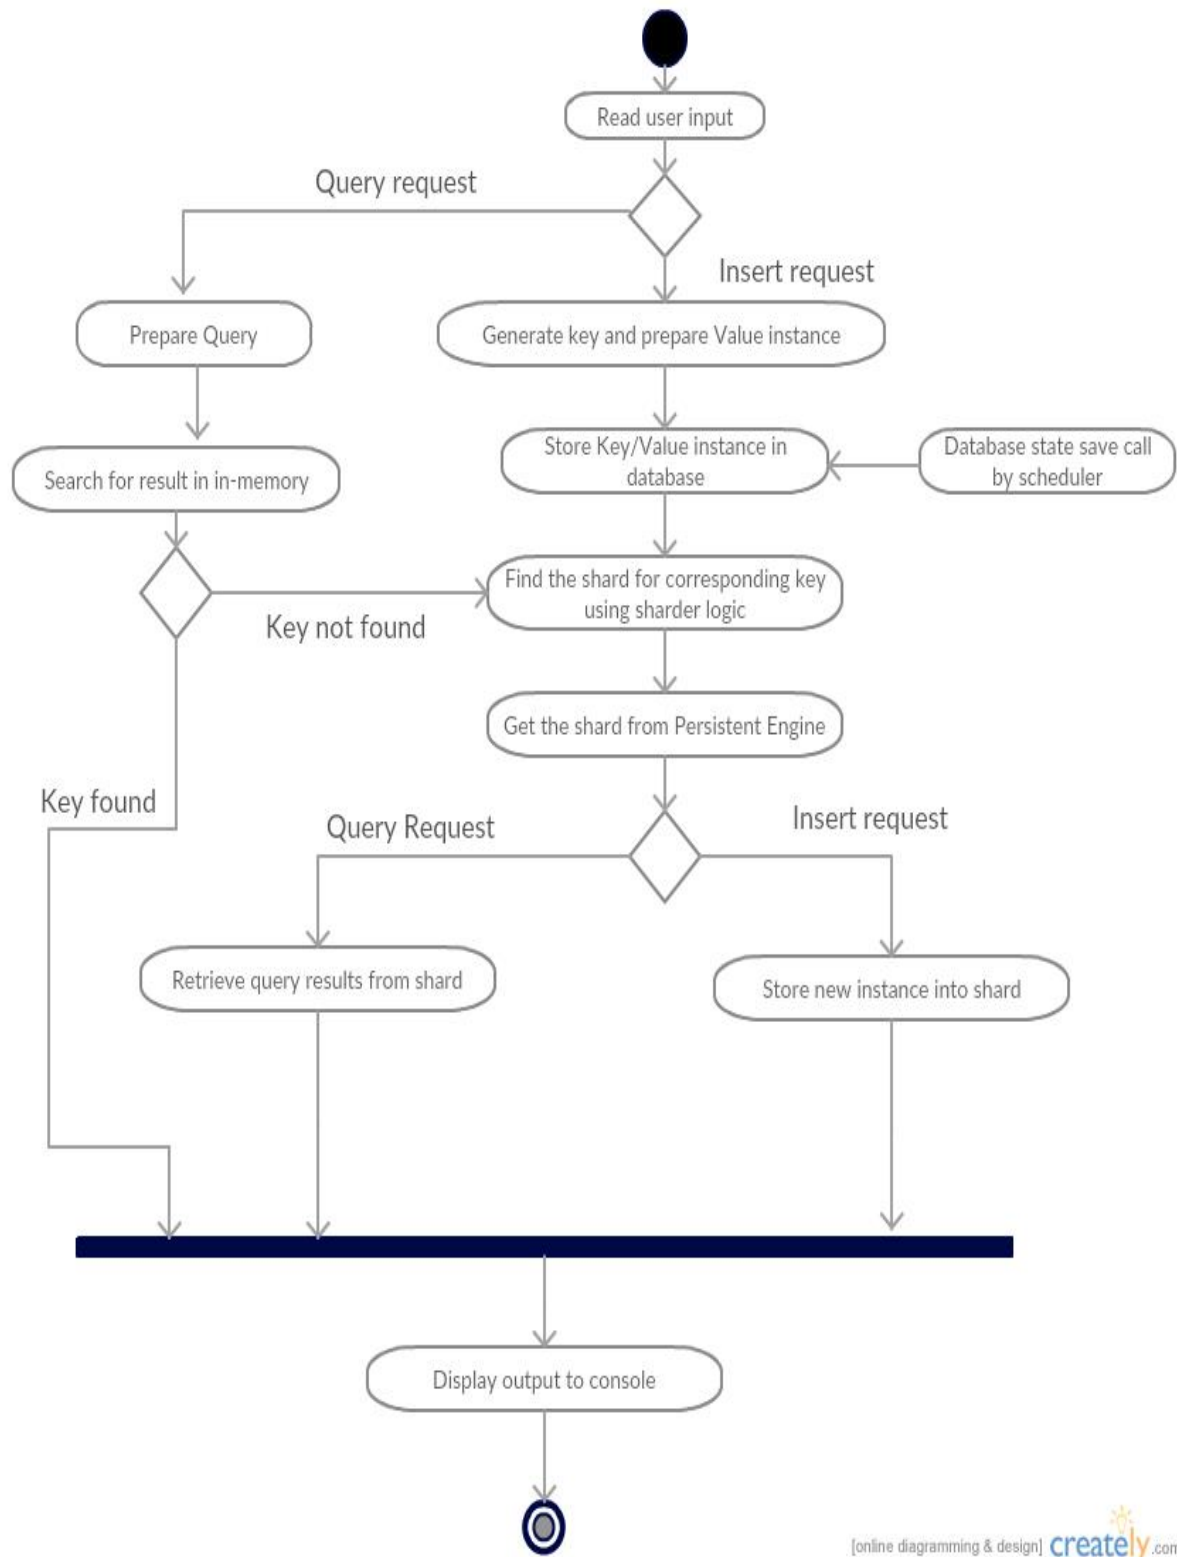 Read user input
Query request
Insert request
Prepare Query
Generate key and prepare Value instance
Store Key/Value instance in
database
Database state save call
by scheduler
Search for result in in-memory
Find the shard for corresponding key
using sharder logic
Key not found
Get the shard from Persistent Engine
Key found
Query Request
Insert request
Retrieve query results from shard
Store new instance into shard
Display output to console
[online diagramming & design] creately.com